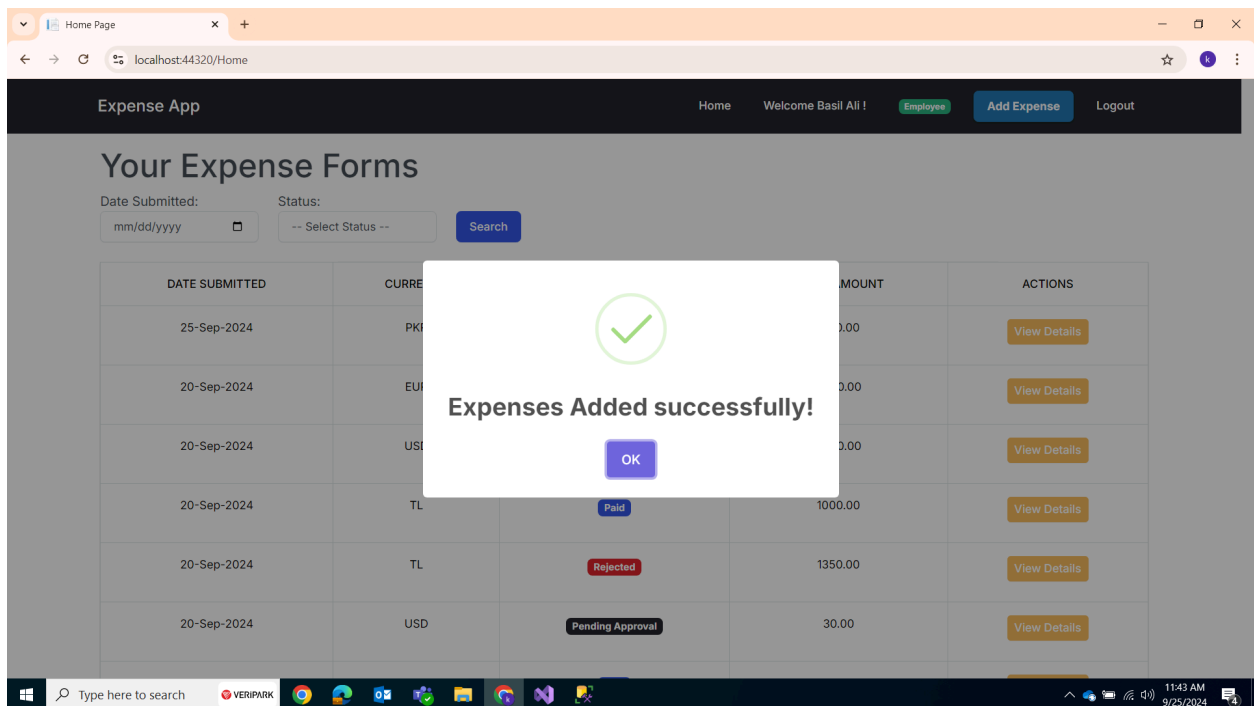 Home Page
localhost:44320/Home
k
Expense App Home Welcome Basil Ali ! Employee Add Expense Logout
Your Expense Forms
Date Submitted: Status:
mm/dd/yyyy -- Select Status -- Search
DATE SUBMITTED ACTIONS
25-Sep-2024 View Details
20-Sep-2024 View Details
Expenses Added successfully!
20-Sep-2024 View Details
OK
20-Sep-2024 TL Paid 1000.00 View Details
20-Sep-2024 TL Rejected 1350.00 View Details
20-Sep-2024 USD Pending Approval 30.00 View Details
Type here to search VERIPARK 11:43 AM
9/25/2024 4